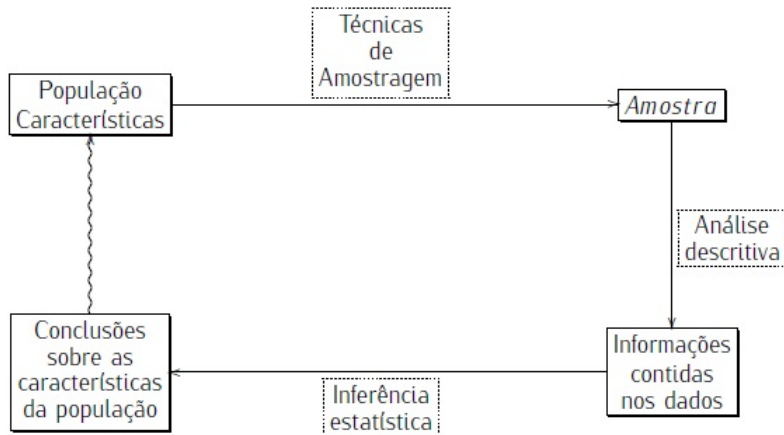 Técnicas
de
Amostragem
População
Características
Amostra
Análise
descritiva
Conclusões
sobre as
características
da população
Informações
contidas
nos dados
Inferência
estatística